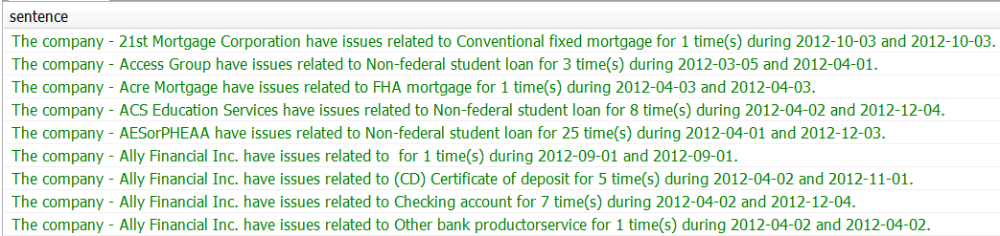 sentence
The company - 21st Mortgage Corporation have issues related to Conventional fixed mortgage for 1 time(s) during 2012-10-03 and 2012-10-03.
The company - Access Group have issues related to Non-federal student loan for 3 time(s) during 2012-03-05 and 2012-04-01.
The company - Acre Mortgage have issues related to FHA mortgage for 1 time(s) during 2012-04-03 and 2012-04-03.
The company - ACS Education Services have issues related to Non-federal student loan for 8 time(s) during 2012-04-02 and 2012-12-04.
The company - AESorPHEAA have issues related to Non-federal student loan for 25 time(s) during 2012-04-01 and 2012-12-03.
The company - Ally Financial Inc. have issues related to  for 1 time(s) during 2012-09-01 and 2012-09-01.
The company - Ally Financial Inc. have issues related to (CD) Certificate of deposit for 5 time(s) during 2012-04-02 and 2012-11-01.
The company - Ally Financial Inc. have issues related to Checking account for 7 time(s) during 2012-04-02 and 2012-12-04.
The company - Ally Financial Inc. have issues related to Other bank productorservice for 1 time(s) during 2012-04-02 and 2012-04-02.